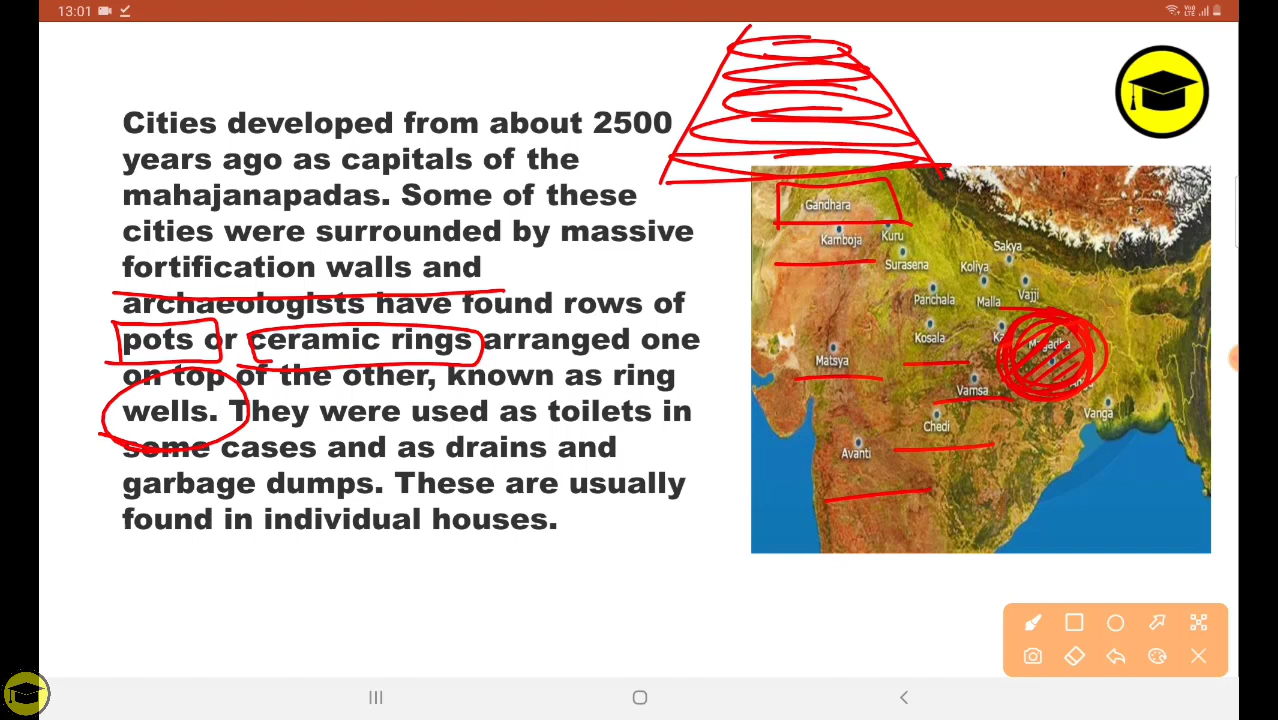 13:01
Cities developed from about 2500
years ago as capitals of the
mahajanapadas. Some of these
cities were surrounded by massive
fortification walls and
archaeologists have found rows of
pots or ceramic rings arranged one
on top of the other, known as ring
wells. They were used as toilets in
some cases and as drains and
garbage dumps. These are usually
found in individual houses.
Gandhara
Kamboja
Kuru
Surasena
Sakya
Koliya
Panchala
Malla
Vajji
Kosala
Magadha
Matsya
Vamsa
Chedi
Vanga
Avanti